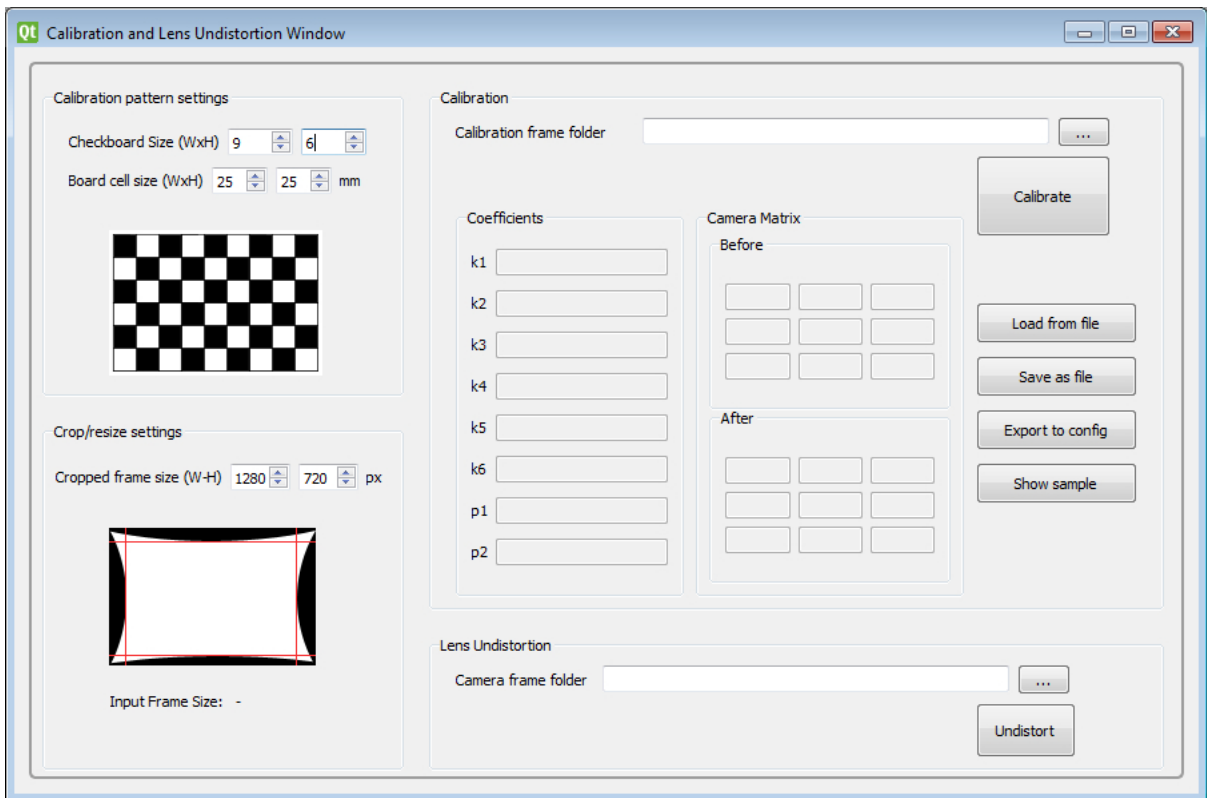 Qt Calibration and Lens Undistortion Window
Calibration pattern settings
Checkboard Size (WxH) 9 6
Board cell size (WxH) 25 25 mm
Crop/resize settings
Cropped frame size (W-H) 1280 720 px
Input Frame Size: -
Calibration
Calibration frame folder ...
Calibrate
Coefficients
k1
k2
k3
k4
k5
k6
p1
p2
Camera Matrix
Before
After
Load from file
Save as file
Export to config
Show sample
Lens Undistortion
Camera frame folder ...
Undistort